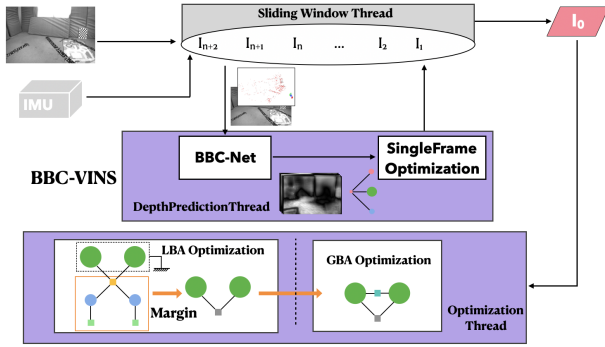 Sliding Window Thread
I₀
Iₙ₊₂ Iₙ₊₁ Iₙ ... I₂ I₁
IMU
BBC-VINS
BBC-Net
SingleFrame
Optimization
DepthPredictionThread
LBA Optimization
GBA Optimization
Margin
Optimization
Thread